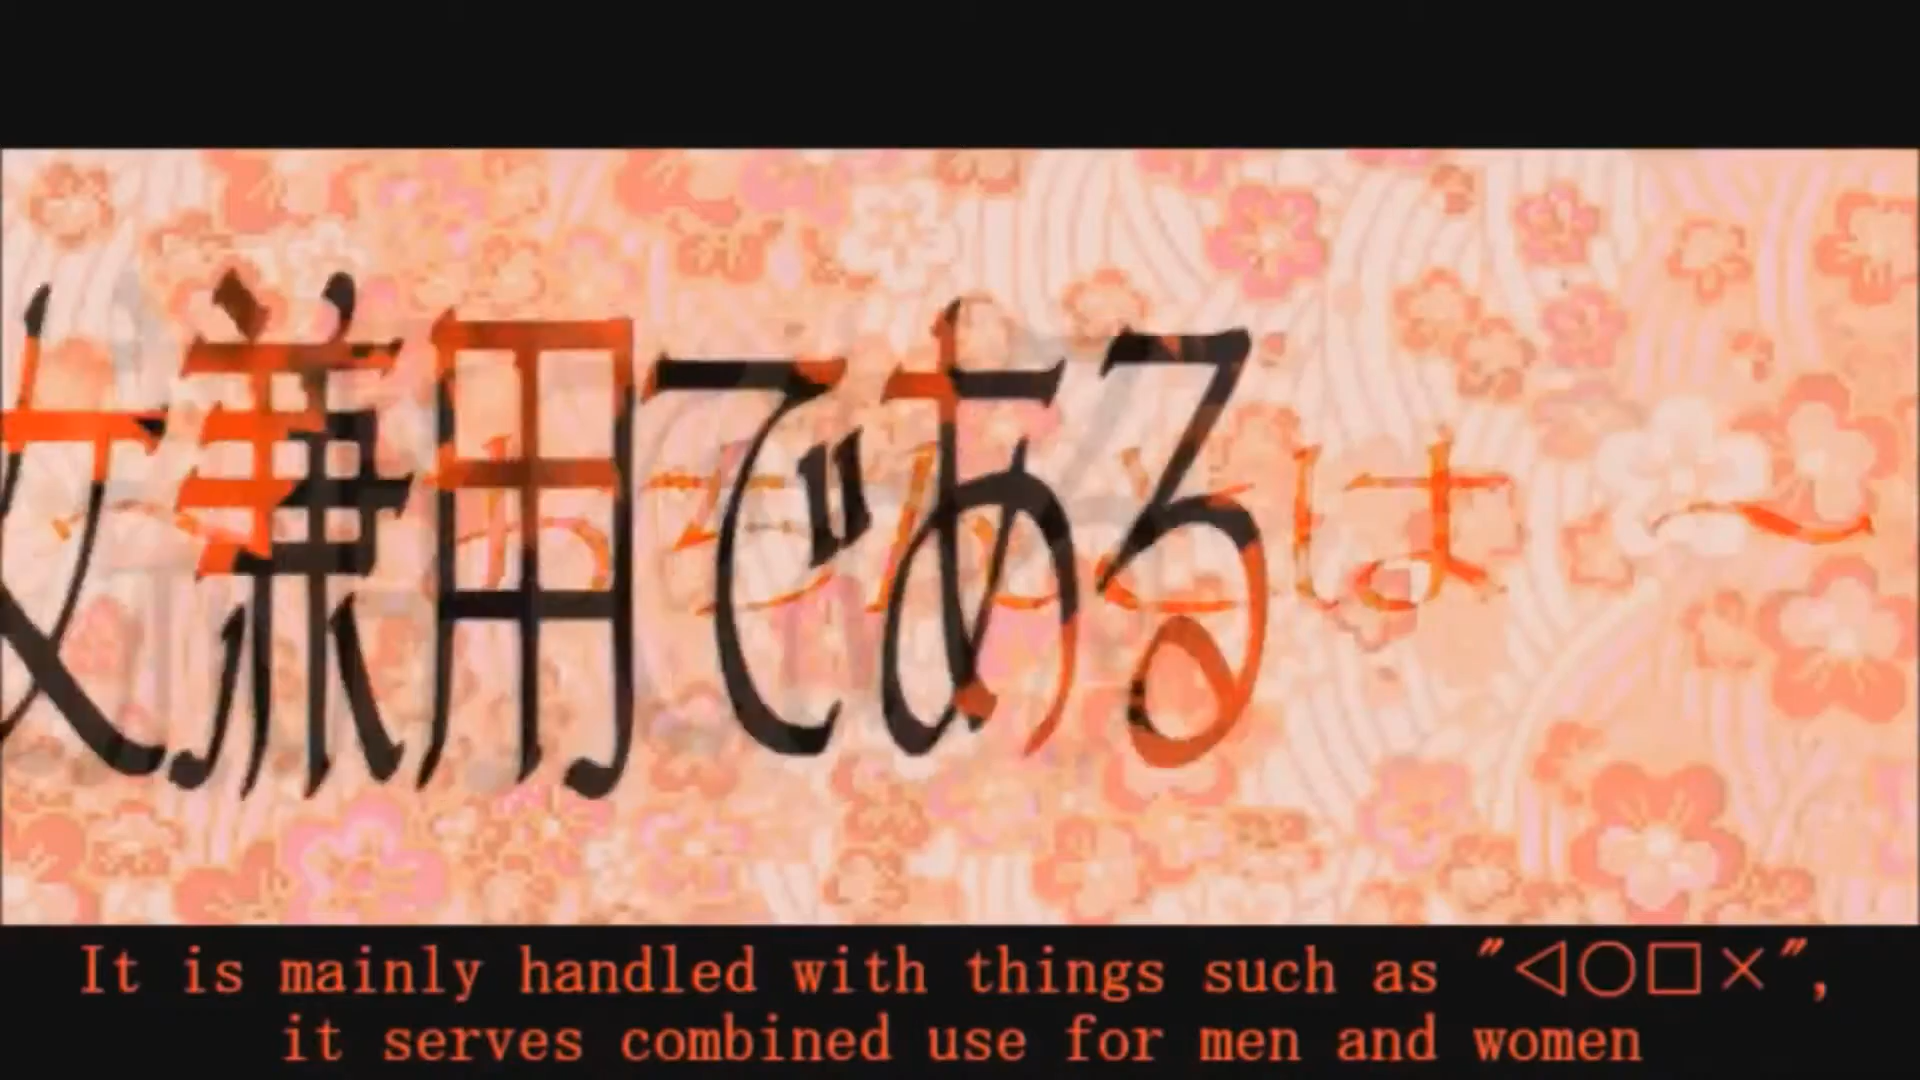 女兼用である
は
It is mainly handled with things such as "◁○□×",
it serves combined use for men and women